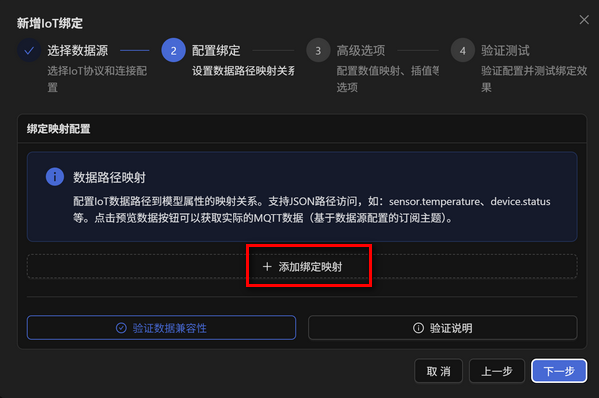 新增IoT绑定
选择数据源
选择IoT协议和连接配
置
2
配置绑定
设置数据路径映射关系
3
高级选项
配置数值映射、插值等
选项
4
验证测试
验证配置并测试绑定效
果
绑定映射配置
数据路径映射
配置IoT数据路径到模型属性的映射关系。支持JSON路径访问，如：sensor.temperature、device.status
等。点击预览数据按钮可以获取实际的MQTT数据（基于数据源配置的订阅主题）。
添加绑定映射
验证数据兼容性
验证说明
取 消
上一步
下一步